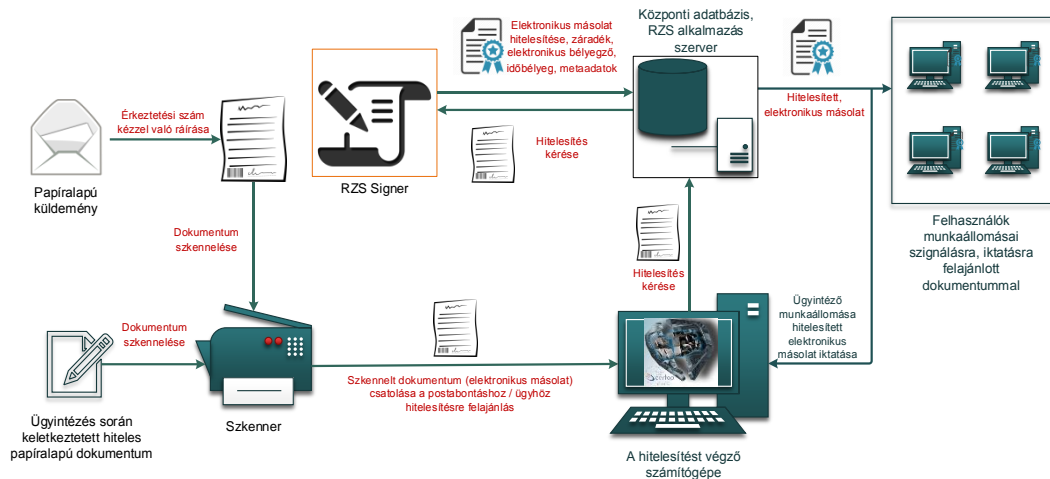 Elektronikus másolat
hitelesítése, záradék,
elektronikus bélyegző,
időbélyeg, metaadatok
Központi adatbázis,
RZS alkalmazás
szerver
Érkeztetési szám
kézzel való ráírása
Hitelesítés
kérése
Hitelesített,
elektronikus másolat
Papíralapú
küldemény
RZS Signer
Felhasználók
munkaállomásai
szignálásra, iktatásra
felajánlott
dokumentummal
Dokumentum
szkennelése
Hitelesítés
kérése
Ügyintéző
munkaállomása
hitelesített
elektronikus
másolat iktatása
Dokumentum
szkennelése
Szkennelt dokumentum (elektronikus másolat)
csatolása a postabontáshoz / ügyhöz
hitelesítésre felajánlás
Ügyintézés során
keletkeztetett hiteles
papíralapú dokumentum
Szkenner
A hitelesítést végző
számítógépe